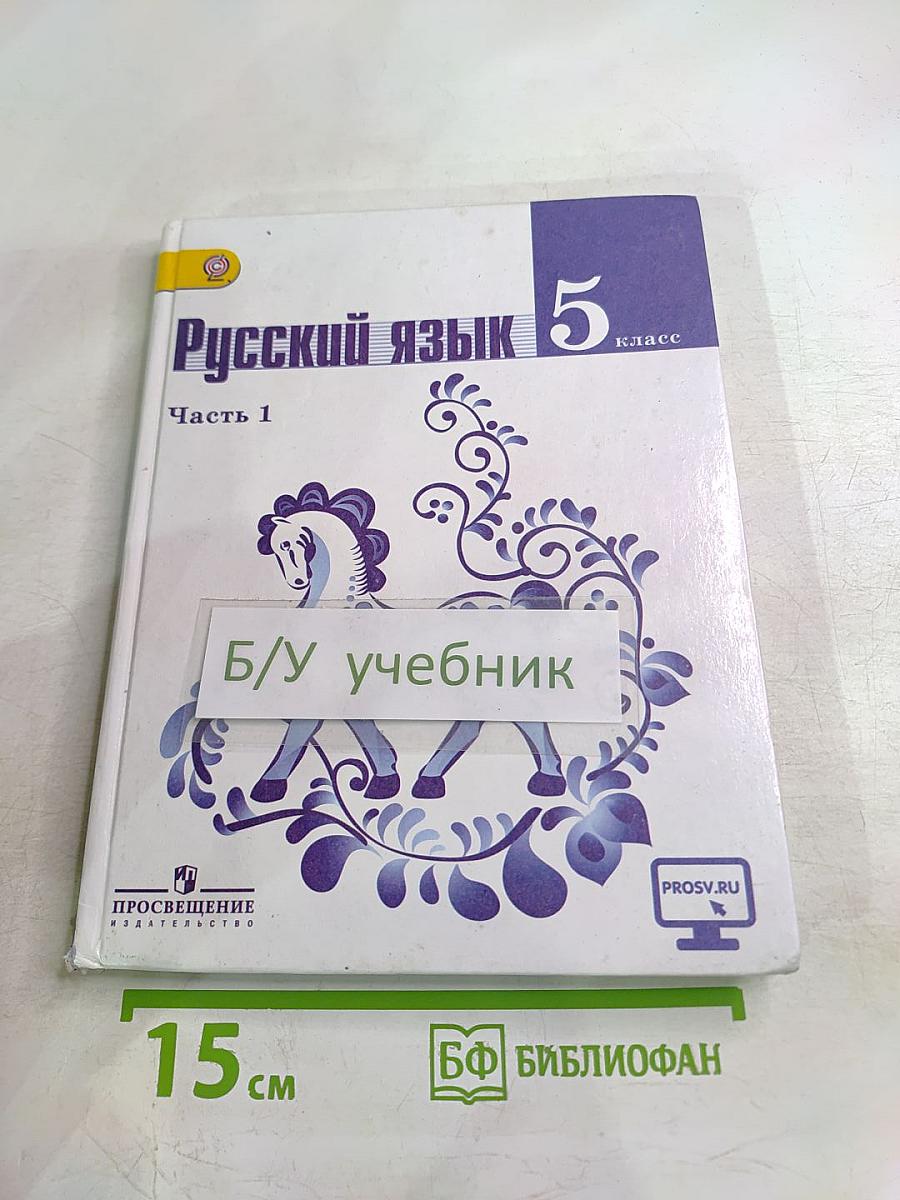 Русский язык
5 класс
Часть 1
Б/У учебник
ПРОСВЕЩЕНИЕ
ИЗДАТЕЛЬСТВО
PROSV.RU
15 см
БФ БИБЛИОФАН